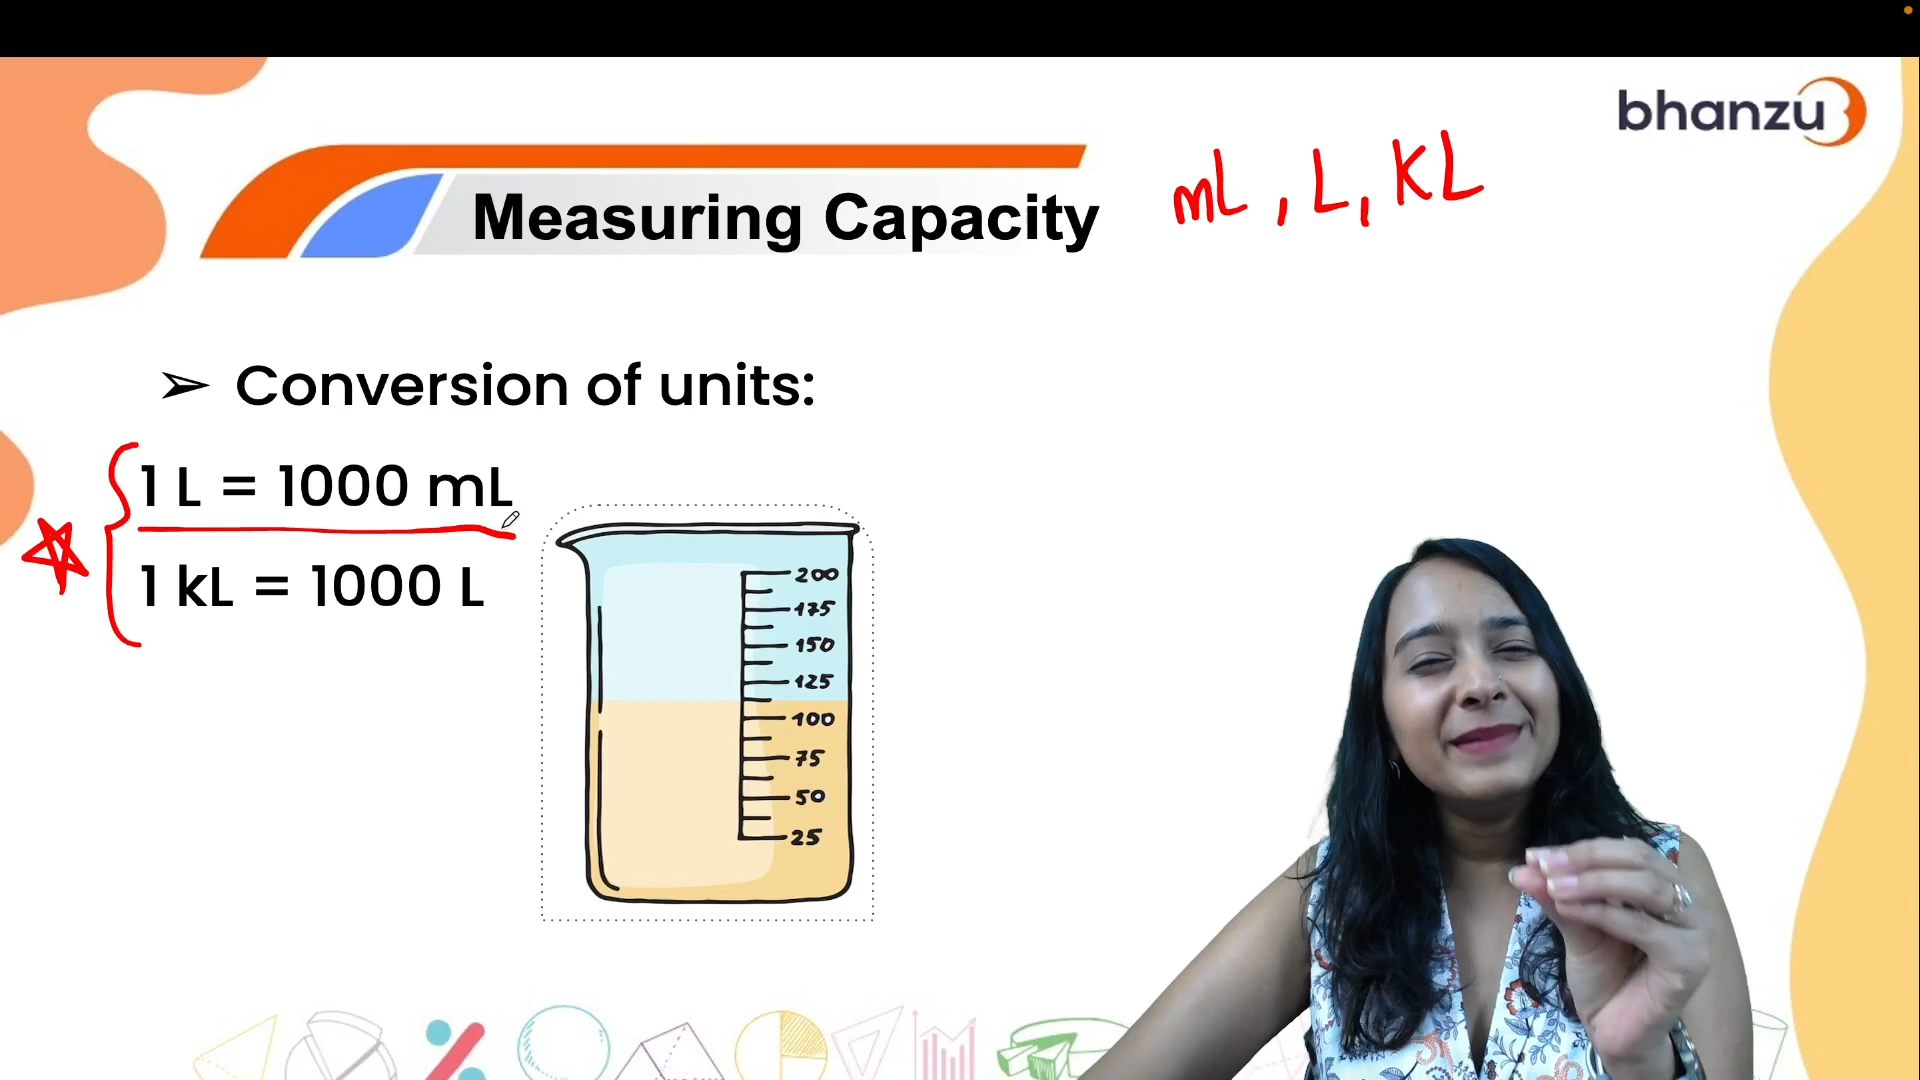 bhanzu
Measuring Capacity mL, L, KL
➢ Conversion of units:
1 L = 1000 mL
1 kL = 1000 L
200
175
150
125
100
75
50
25